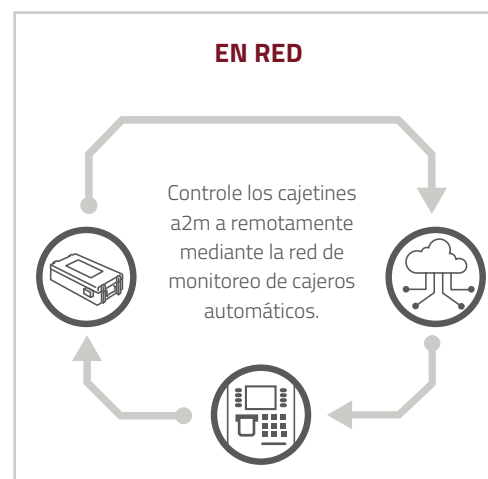 EN RED
Controle los cajetines
a2m a remotamente
mediante la red de
monitoreo de cajeros
automáticos.